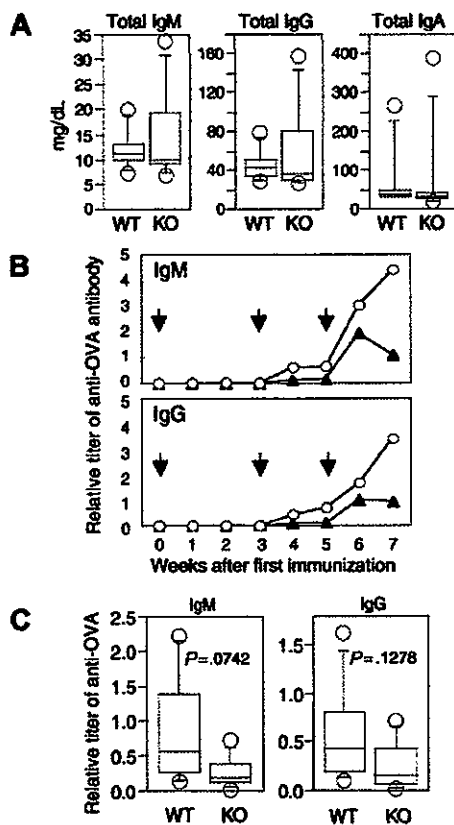 A
Total IgM Total IgG Total IgA
mg/dL
35
30
25
20
15
10
5
0
WT KO
160
120
80
40
0
WT KO
400
300
200
100
50
0
WT KO
B
Relative titer of anti-OVA antibody
IgM
5
4
3
2
1
0
IgG
5
4
3
2
1
0
0 1 2 3 4 5 6 7
Weeks after first immunization
C
Relative titer of anti-OVA
IgM
2.5
2.0
1.5
1.0
0.5
0.0
P=.0742
WT KO
IgG
1.5
1.0
0.5
0.0
P=.1278
WT KO